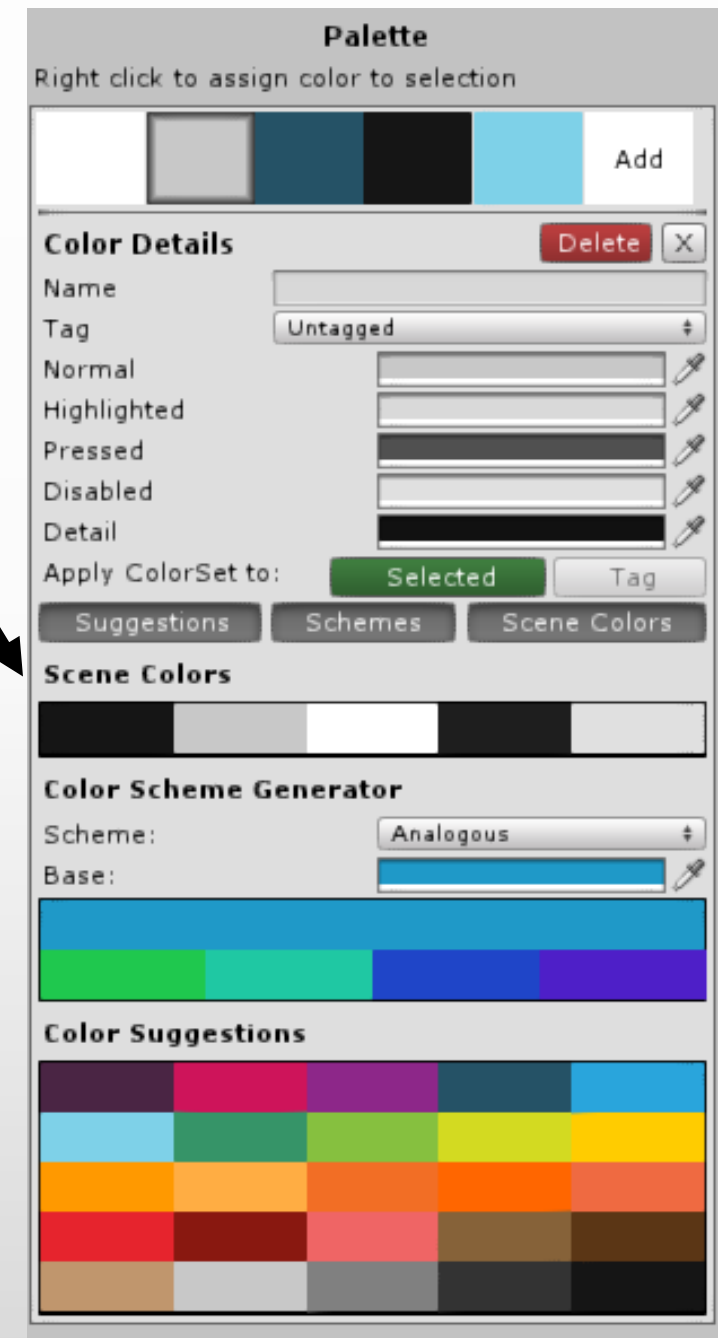 Palette
Right click to assign color to selection
Add
Color Details Delete X
Name
Tag Untagged
Normal
Highlighted
Pressed
Disabled
Detail
Apply ColorSet to: Selected Tag
Suggestions Schemes Scene Colors
Scene Colors
Color Scheme Generator
Scheme: Analogous
Base:
Color Suggestions